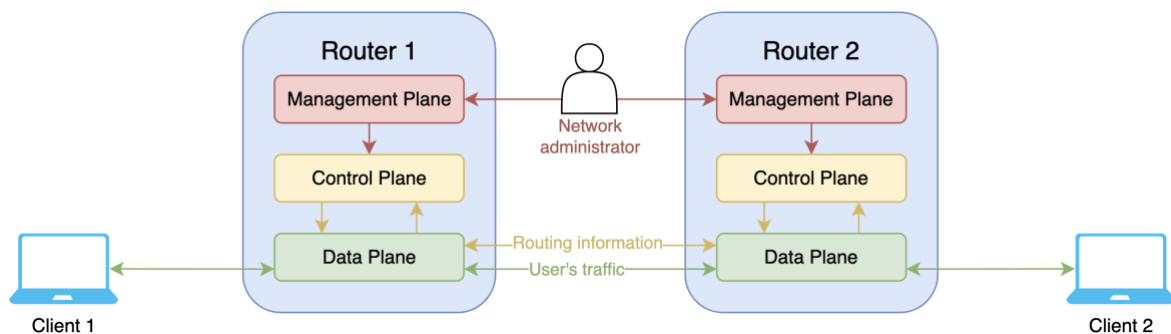 Router 1
Router 2
Management Plane
Management Plane
Network
administrator
Control Plane
Control Plane
Routing information
Data Plane
Data Plane
User's traffic
Client 1
Client 2